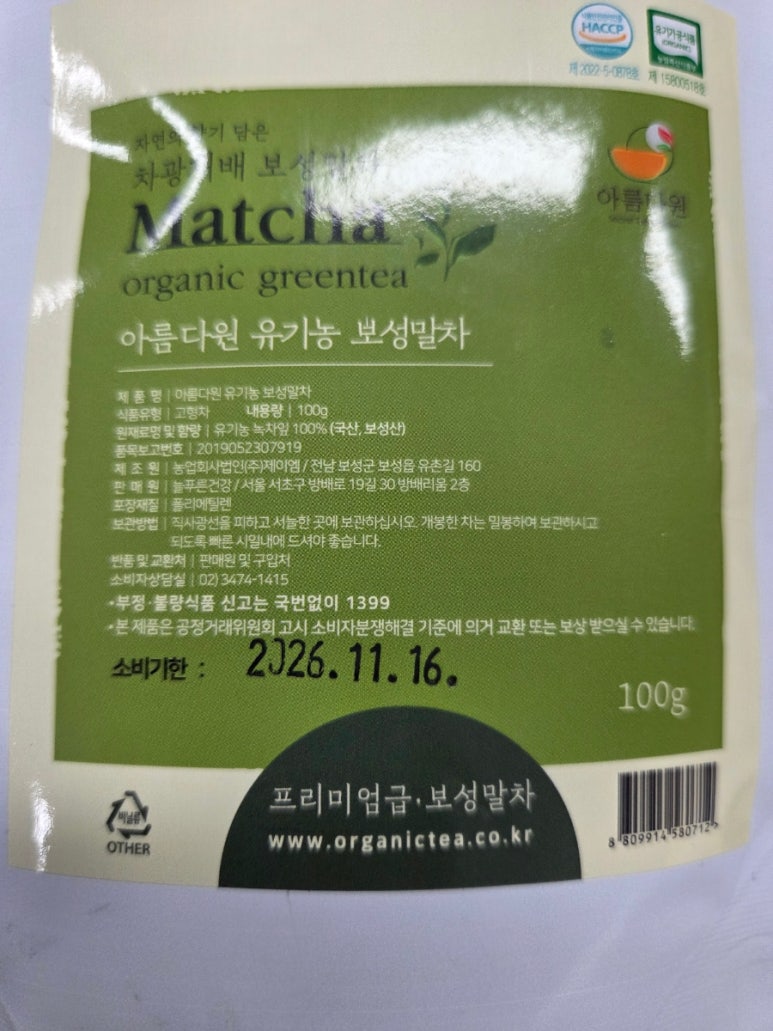 HACCP
제 2022-5-0878호
유기가공식품
(ORGANIC)
제 15800518호
자연의 향기 담은
차광재배 보성말차
Matcha
organic greentea
아름다원
아름다원 유기농 보성말차
제 품 명 | 아름다원 유기농 보성말차
식품유형 | 고형차 내용량 | 100g
원재료명 및 함량 | 유기농 녹차잎 100% (국산, 보성산)
품목보고번호 | 2019052307919
제 조 원 | 농업회사법인(주)제이엠 / 전남 보성군 보성읍 유촌길 160
판 매 원 | 늘푸른건강 / 서울 서초구 방배로 19길 30 방배리움 2층
포장재질 | 폴리에틸렌
보관방법 | 직사광선을 피하고 서늘한 곳에 보관하십시오. 개봉한 차는 밀봉하여 보관하시고
되도록 빠른 시일내에 드셔야 좋습니다.
반품 및 교환처 | 판매원 및 구입처
소비자상담실 | 02) 3474-1415
•부정·불량식품 신고는 국번없이 1399
•본 제품은 공정거래위원회 고시 소비자분쟁해결 기준에 의거 교환 또는 보상 받으실 수 있습니다.
소비기한 : 2026.11.16.
100g
프리미엄급·보성말차
www.organictea.co.kr
비닐류
OTHER
8 809914 580712 >